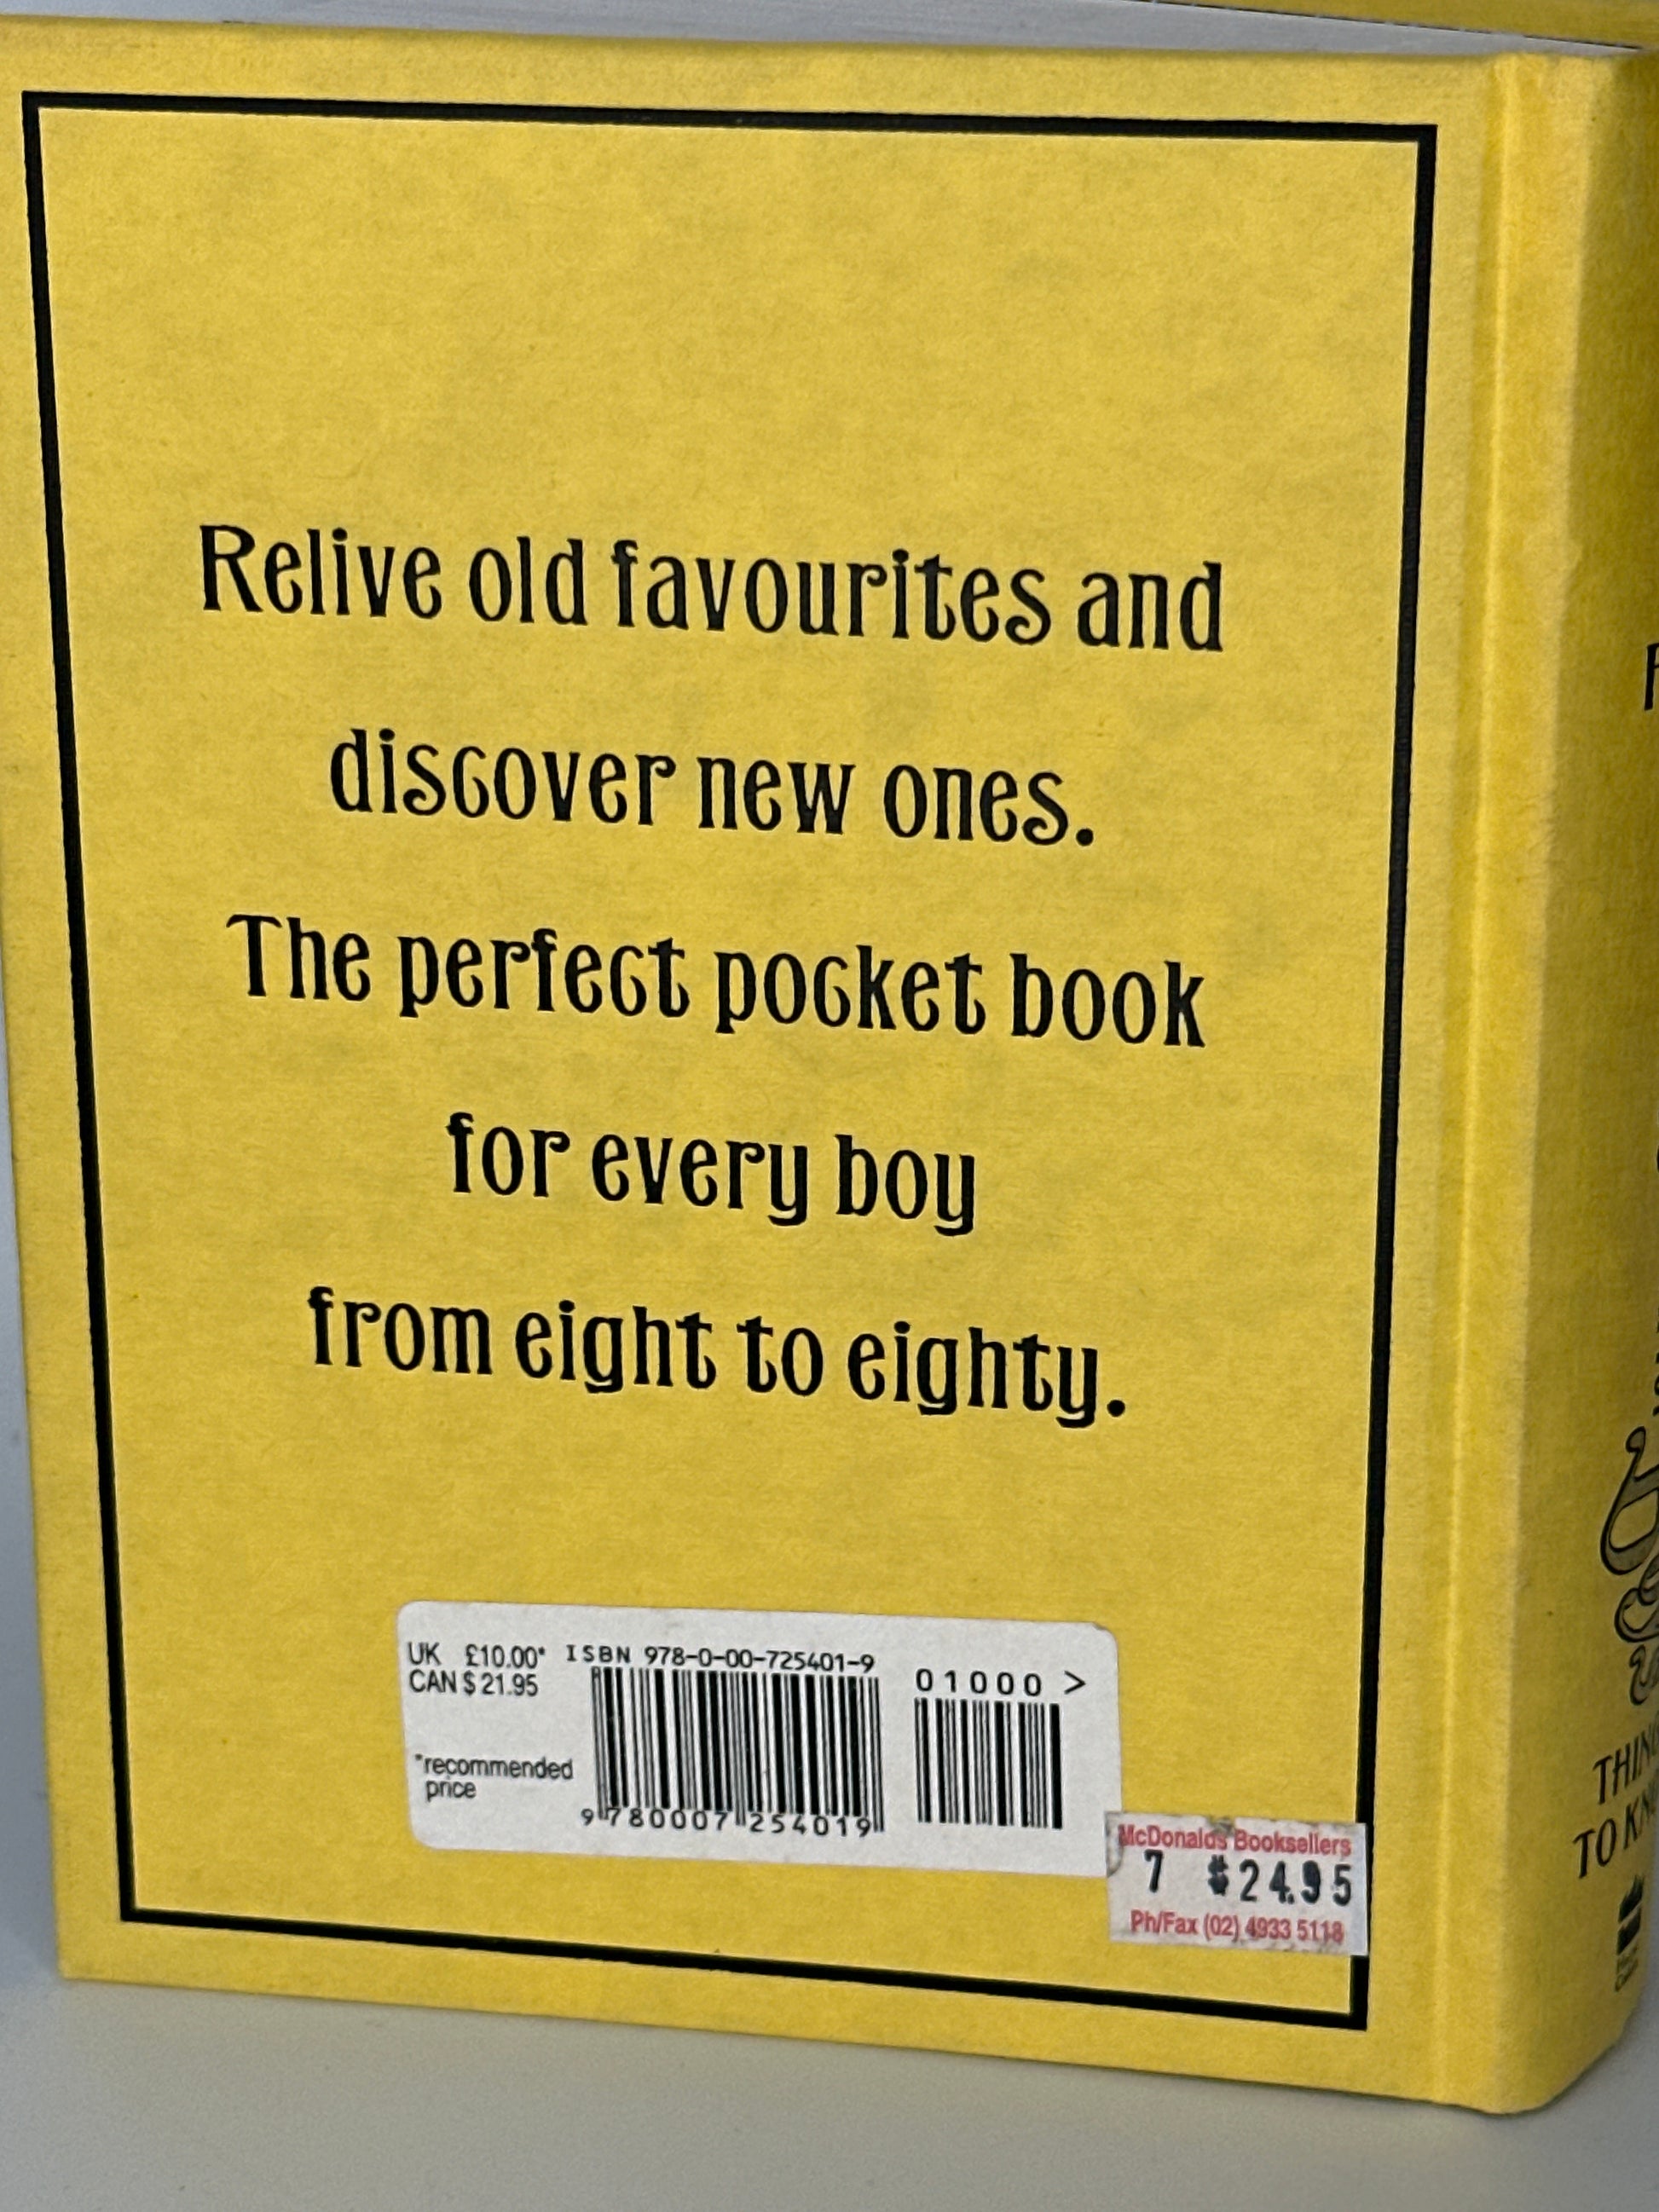 Relive old favourites and
discover new ones.
The perfect pocket book
for every boy
from eight to eighty.
UK £10.00* ISBN 978-0-00-725401-9
CAN $ 21.95
01000 >
*recommended
price
9 780007 254019
McDonalds Booksellers
7 $24.95
Ph/Fax (02) 4933 5118